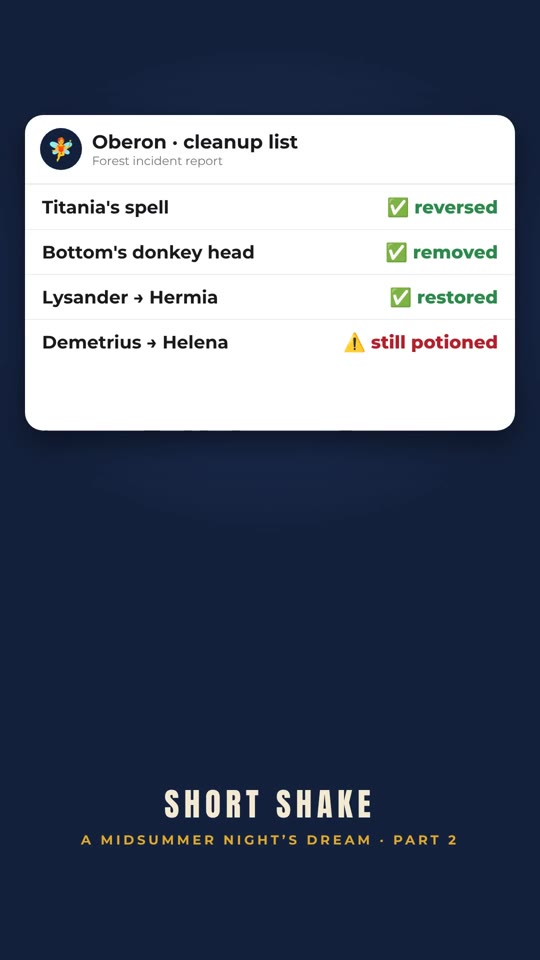 Oberon · cleanup list
Forest incident report
Titania's spell ✅ reversed
Bottom's donkey head ✅ removed
Lysander → Hermia ✅ restored
Demetrius → Helena ⚠️ still potioned
SHORT SHAKE
A MIDSUMMER NIGHT’S DREAM · PART 2